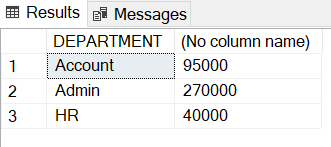 Results Messages
DEPARTMENT (No column name)
1 Account 95000
2 Admin 270000
3 HR 40000